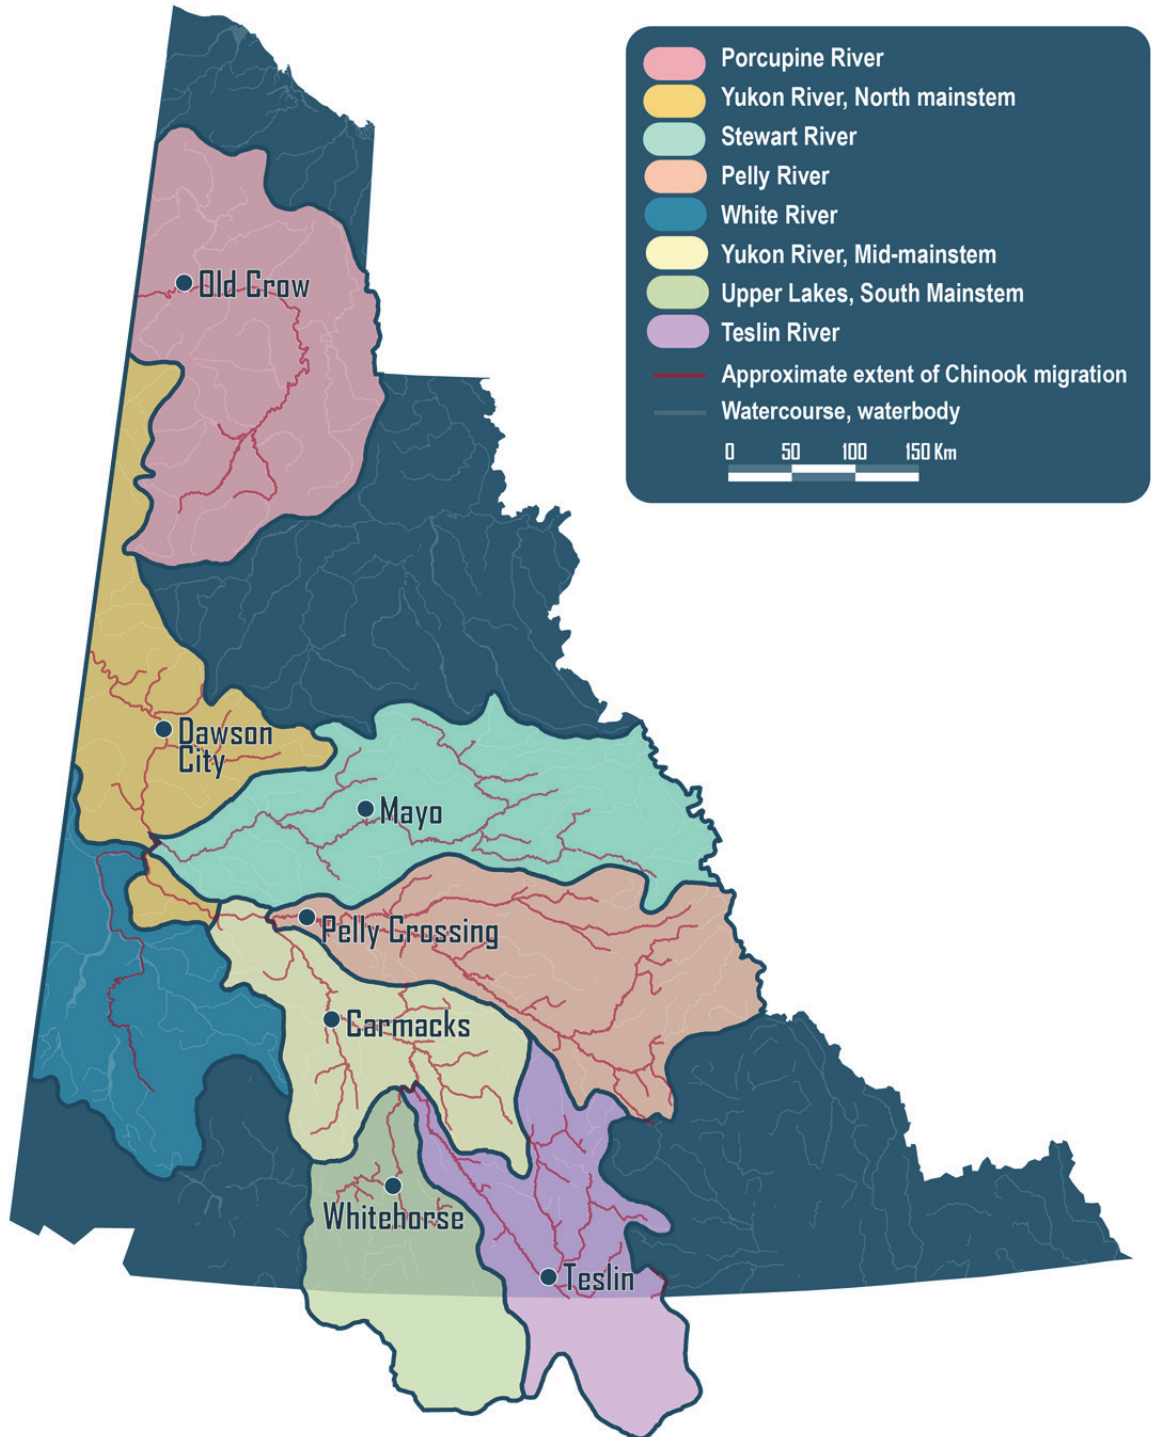 Porcupine River
Yukon River, North mainstem
Stewart River
Pelly River
White River
Yukon River, Mid-mainstem
Upper Lakes, South Mainstem
Teslin River
Approximate extent of Chinook migration
Watercourse, waterbody
0 50 100 150 Km
Old Crow
Dawson
City
Mayo
Pelly Crossing
Carmacks
Whitehorse
Teslin